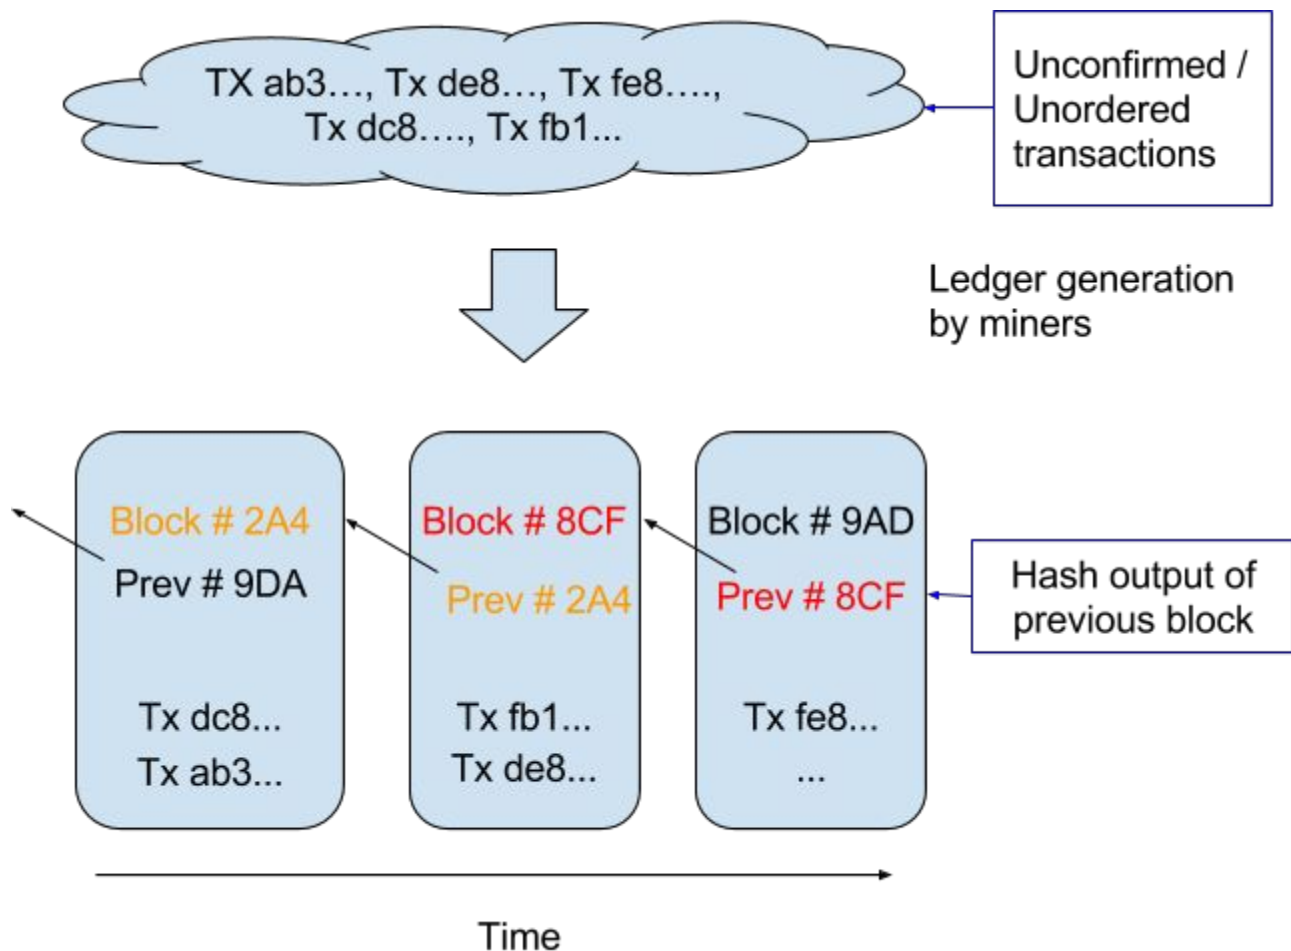 TX ab3…, Tx de8…, Tx fe8….,
Tx dc8…., Tx fb1...
Unconfirmed /
Unordered
transactions
Ledger generation
by miners
Block # 2A4
Prev # 9DA
Tx dc8...
Tx ab3...
Block # 8CF
Prev # 2A4
Tx fb1...
Tx de8...
Block # 9AD
Prev # 8CF
Tx fe8...
...
Hash output of
previous block
Time